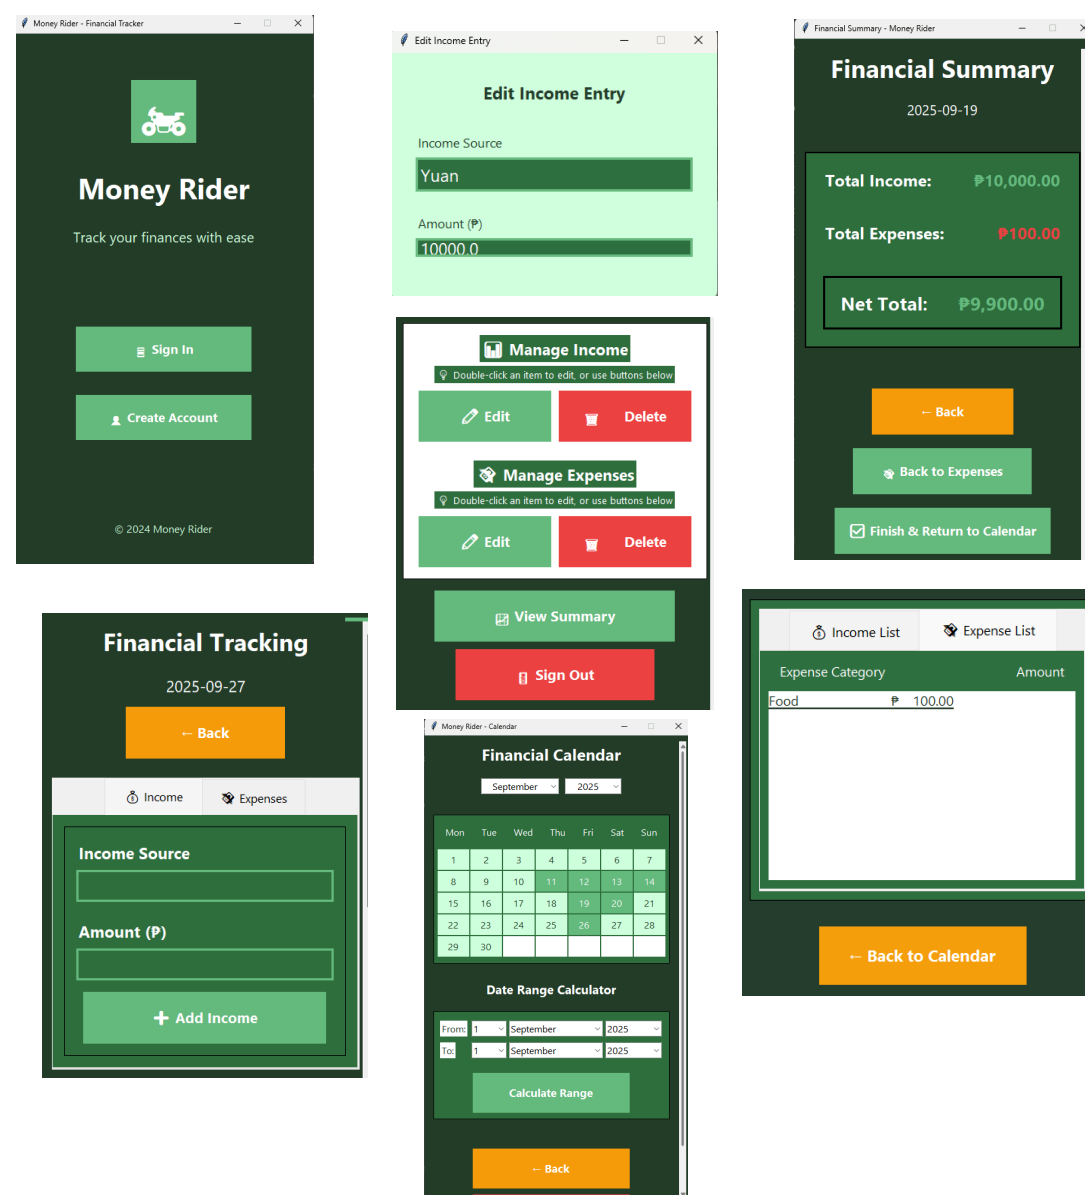 Money Rider - Financial Tracker
Money Rider
Track your finances with ease
Sign In
Create Account
© 2024 Money Rider
Edit Income Entry
Edit Income Entry
Income Source
Yuan
Amount (₱)
10000.0
Financial Summary - Money Rider
Financial Summary
2025-09-19
Total Income: ₱10,000.00
Total Expenses: ₱100.00
Net Total: ₱9,900.00
← Back
Back to Expenses
Finish & Return to Calendar
Manage Income
Double-click an item to edit, or use buttons below
Edit Delete
Manage Expenses
Double-click an item to edit, or use buttons below
Edit Delete
View Summary
Sign Out
Financial Tracking
2025-09-27
← Back
Income Expenses
Income Source
Amount (₱)
+ Add Income
Money Rider - Calendar
Financial Calendar
September 2025
Mon Tue Wed Thu Fri Sat Sun
1 2 3 4 5 6 7
8 9 10 11 12 13 14
15 16 17 18 19 20 21
22 23 24 25 26 27 28
29 30
Date Range Calculator
From: 1 September 2025
To: 1 September 2025
Calculate Range
← Back
Income List Expense List
Expense Category Amount
Food ₱ 100.00
← Back to Calendar